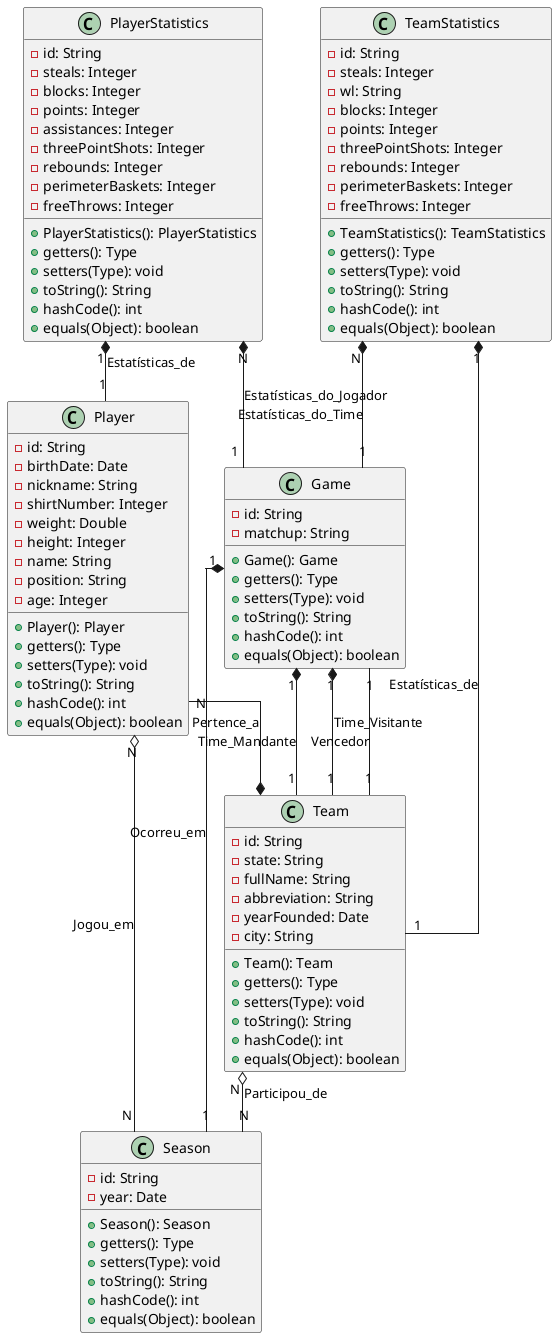 C PlayerStatistics
id: String
steals: Integer
blocks: Integer
points: Integer
assistances: Integer
threePointShots: Integer
rebounds: Integer
perimeterBaskets: Integer
freeThrows: Integer
PlayerStatistics(): PlayerStatistics
getters(): Type
setters(Type): void
toString(): String
hashCode(): int
equals(Object): boolean
C TeamStatistics
id: String
steals: Integer
wl: String
blocks: Integer
points: Integer
threePointShots: Integer
rebounds: Integer
perimeterBaskets: Integer
freeThrows: Integer
TeamStatistics(): TeamStatistics
getters(): Type
setters(Type): void
toString(): String
hashCode(): int
equals(Object): boolean
1
Estatísticas_de
1
N
Estatísticas_do_Jogador
1
N
Estatísticas_do_Time
1
1
Estatísticas_de
1
C Player
id: String
birthDate: Date
nickname: String
shirtNumber: Integer
weight: Double
height: Integer
name: String
position: String
age: Integer
Player(): Player
getters(): Type
setters(Type): void
toString(): String
hashCode(): int
equals(Object): boolean
C Game
id: String
matchup: String
Game(): Game
getters(): Type
setters(Type): void
toString(): String
hashCode(): int
equals(Object): boolean
1
Ocorreu_em
1
N
Pertence_a
1
Time_Mandante
1
1
Time_Visitante
1
1
Vencedor
1
N
Jogou_em
N
C Team
id: String
state: String
fullName: String
abbreviation: String
yearFounded: Date
city: String
Team(): Team
getters(): Type
setters(Type): void
toString(): String
hashCode(): int
equals(Object): boolean
N
Participou_de
N
C Season
id: String
year: Date
Season(): Season
getters(): Type
setters(Type): void
toString(): String
hashCode(): int
equals(Object): boolean